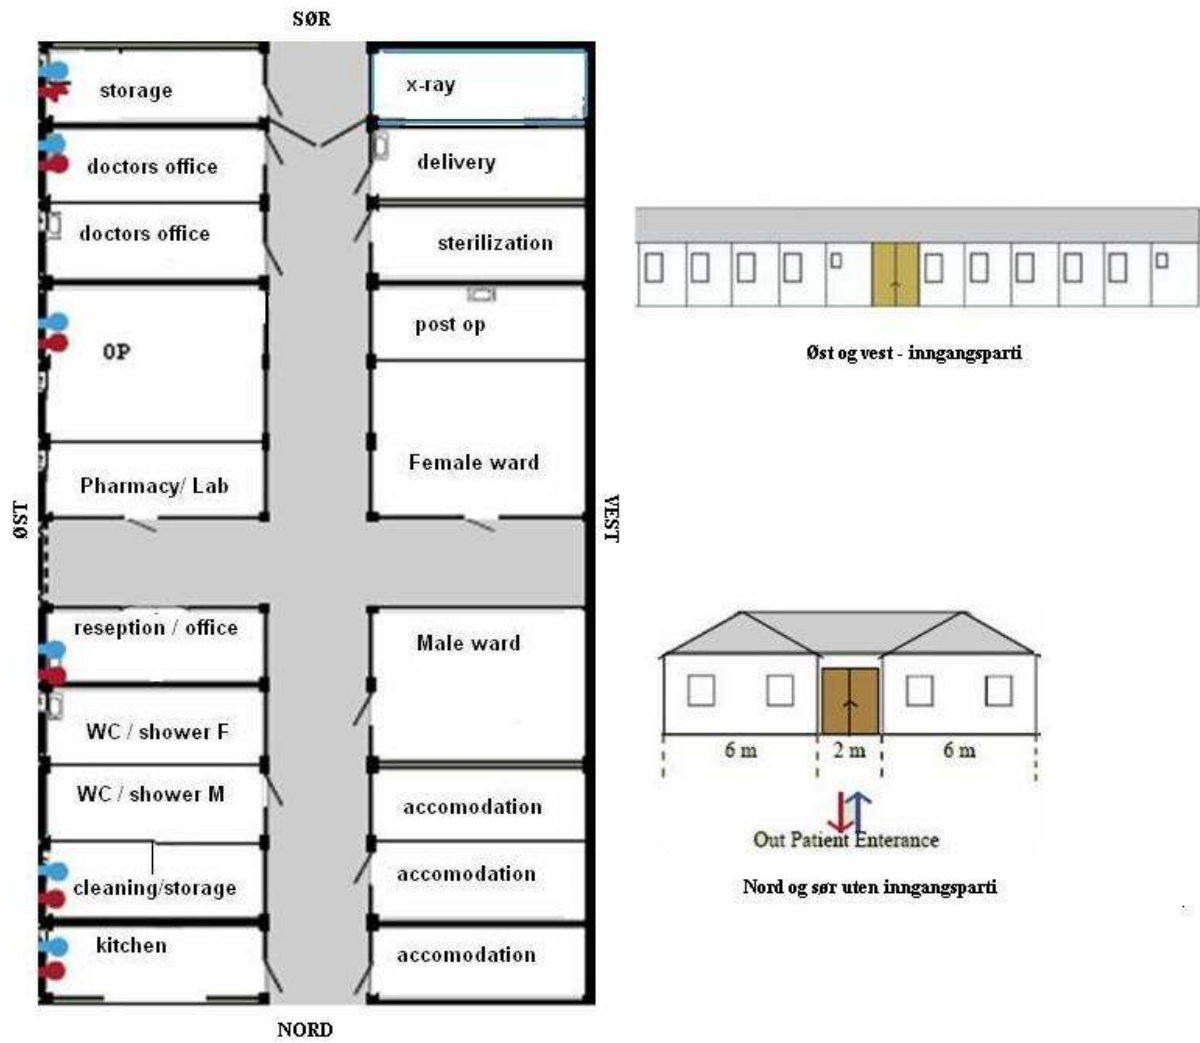 SØR
storage
x-ray
doctors office
delivery
doctors office
sterilization
OP
post op
Pharmacy/ Lab
Female ward
ØST
VEST
reseption / office
Male ward
WC / shower F
WC / shower M
accomodation
cleaning/storage
accomodation
kitchen
accomodation
NORD
Øst og vest - inngangsparti
6 m
2 m
6 m
Out Patient Enterance
Nord og sør uten inngangsparti